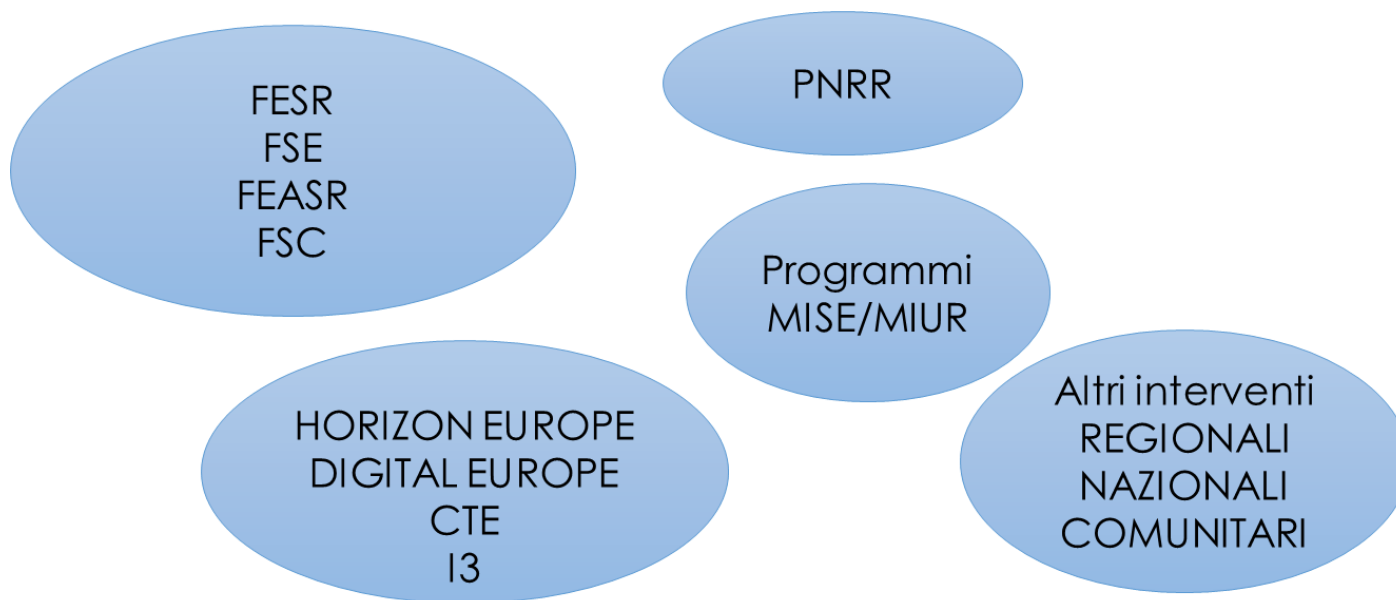 FESR
FSE
FEASR
FSC
PNRR
Programmi
MISE/MIUR
HORIZON EUROPE
DIGITAL EUROPE
CTE
I3
Altri interventi
REGIONALI
NAZIONALI
COMUNITARI